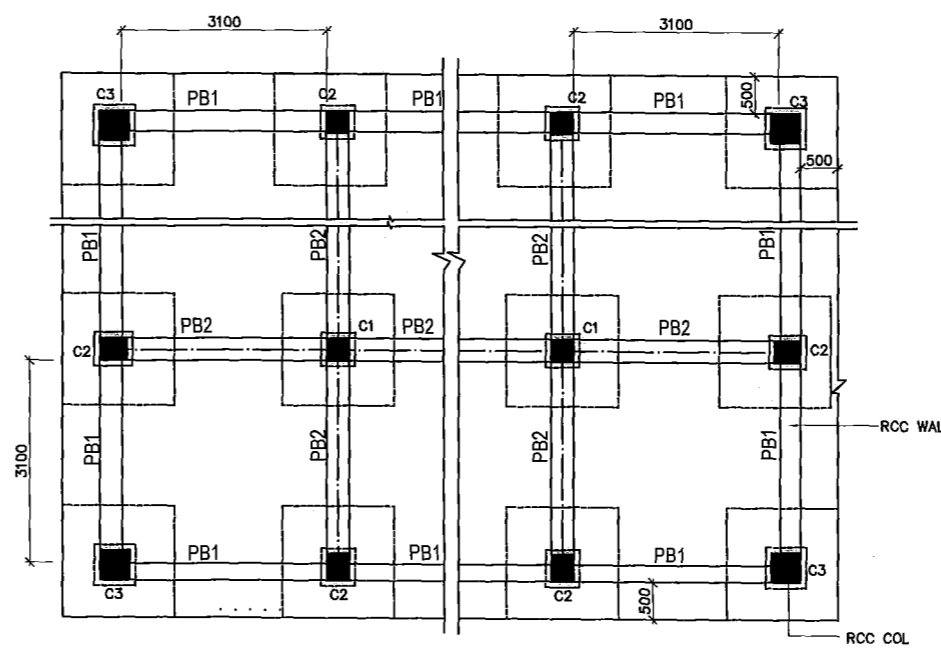 3100 3100
C3 PB1 C2 PB1 C2 PB1 C3
500
500
PB1 PB2 PB2 PB1
C2 PB2 C1 PB2 C1 PB2 C2
3100 PB1 PB2 PB2 PB1 RCC WAL
PB1 PB1 PB1
C3 C2 C2 500 C3
RCC COL